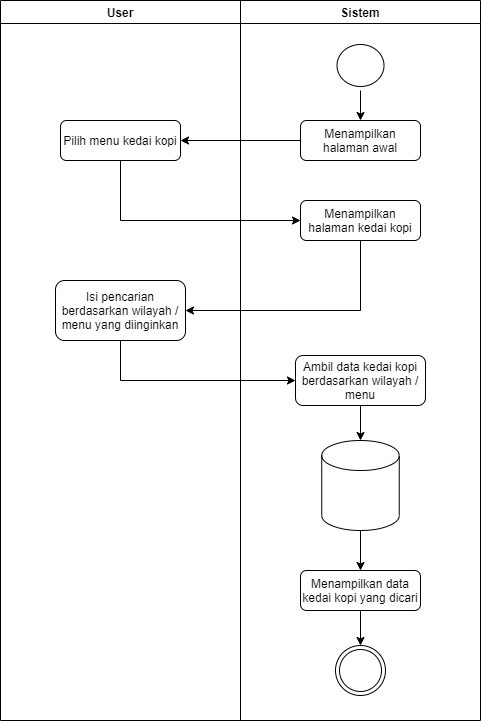 User
Sistem
Menampilkan
halaman awal
Pilih menu kedai kopi
Menampilkan
halaman kedai kopi
Isi pencarian
berdasarkan wilayah /
menu yang diinginkan
Ambil data kedai kopi
berdasarkan wilayah /
menu
Menampilkan data
kedai kopi yang dicari